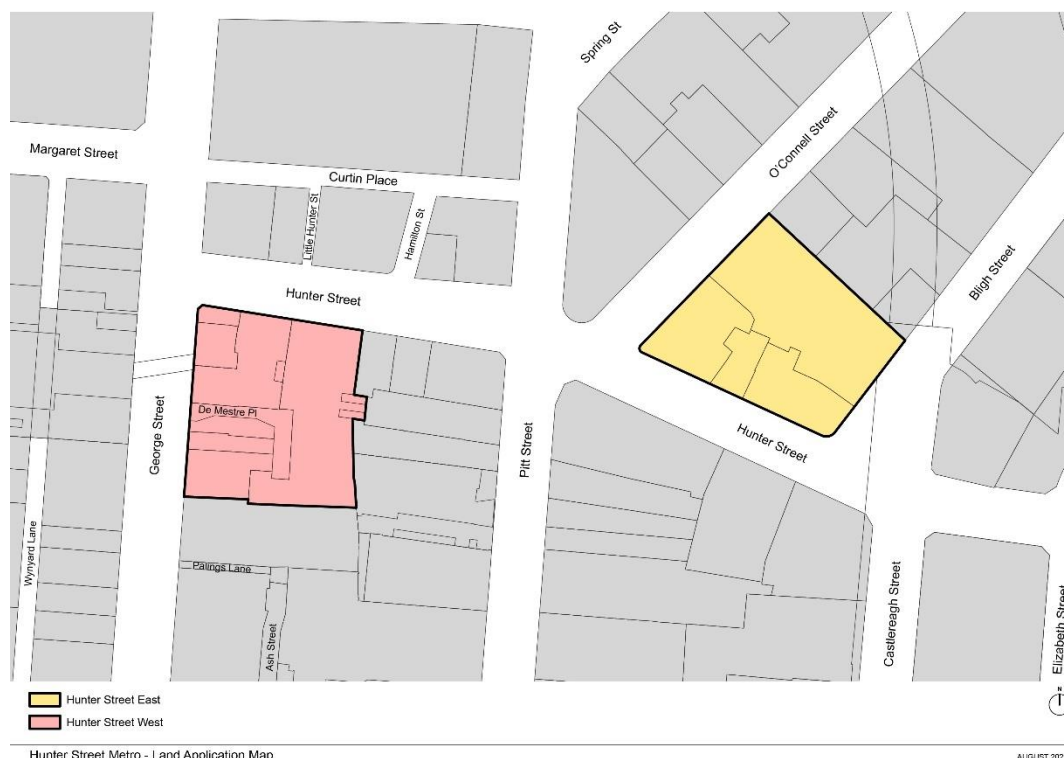 Spring St
O'Connell Street
Margaret Street
Curtin Place
Little Hunter St
Hamilton St
Bligh Street
Hunter Street
De Mestre Pl
George Street
Pitt Street
Hunter Street
Wynyard Lane
Palings Lane
Ash Street
Castlereagh Street
Elizabeth Street
Hunter Street East
Hunter Street West
N
Hunter Street Metro - Land Application Map